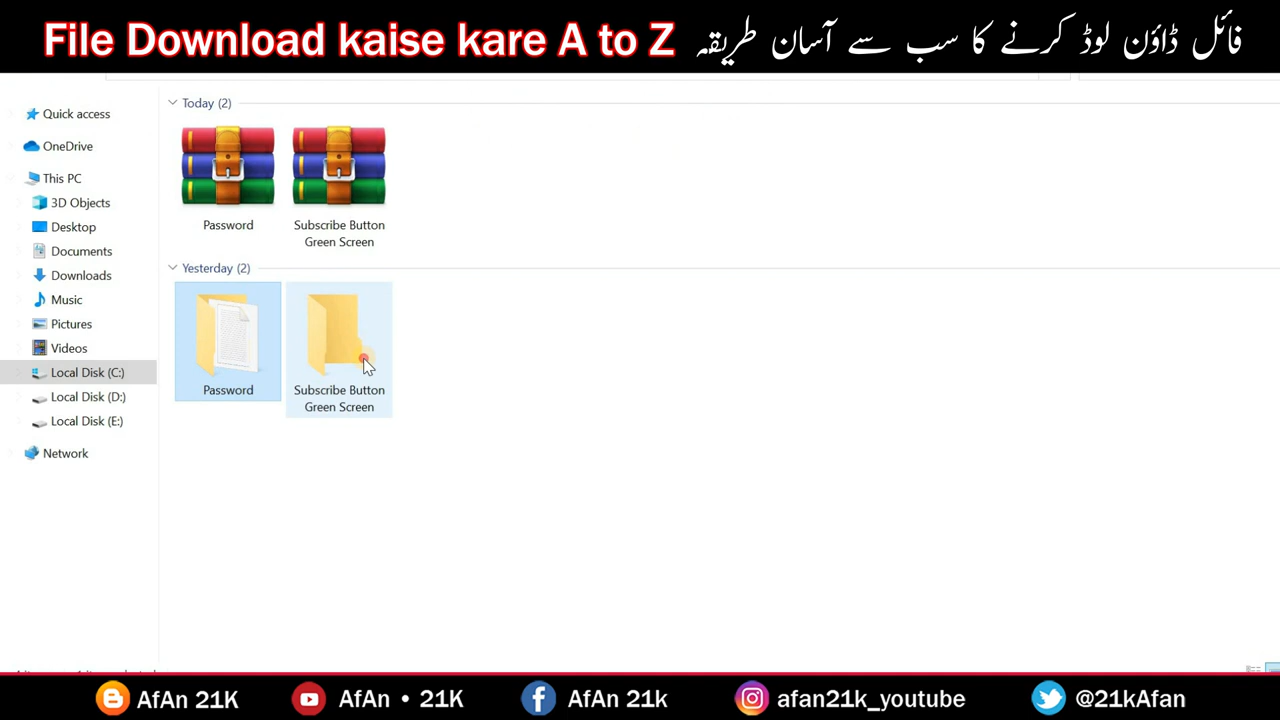 File Download kaise kare A to Z فائل ڈاؤن لوڈ کرنے کا سب سے آسان طریقہ
Quick access
OneDrive
This PC
3D Objects
Desktop
Documents
Downloads
Music
Pictures
Videos
Local Disk (C:)
Local Disk (D:)
Local Disk (E:)
Network
Today (2)
Password
Subscribe Button
Green Screen
Yesterday (2)
Password
Subscribe Button
Green Screen
AfAn 21K AfAn • 21K AfAn 21k afan21k_youtube @21kAfan